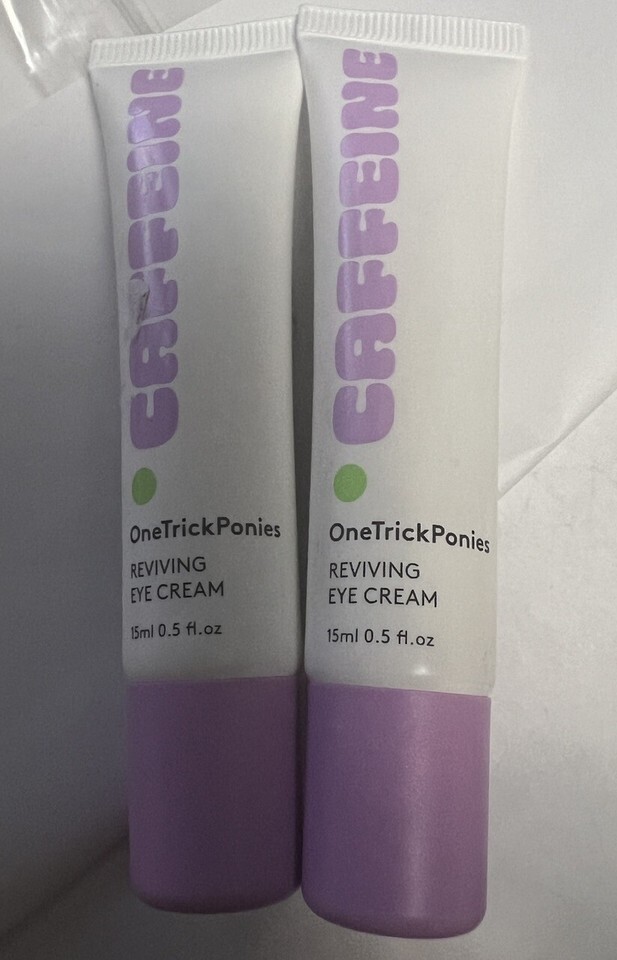 CAFFEINE
OneTrickPonies
REVIVING
EYE CREAM
15ml 0.5 fl.oz
CAFFEINE
OneTrickPonies
REVIVING
EYE CREAM
15ml 0.5 fl.oz